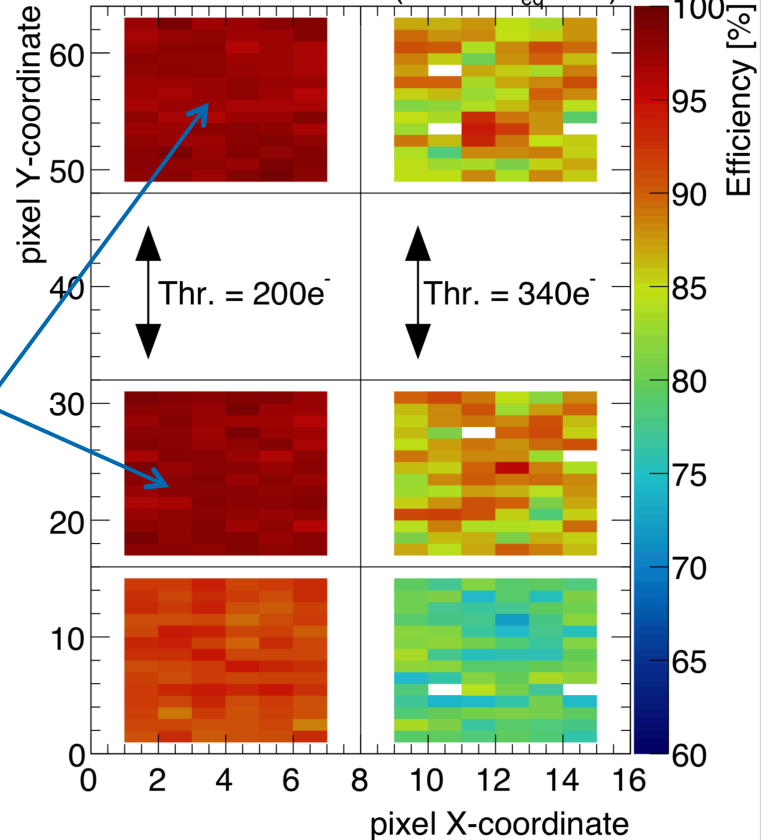 pixel Y-coordinate
60
50
40
30
20
10
0
Thr. = 200e-
Thr. = 340e-
0 2 4 6 8 10 12 14 16
pixel X-coordinate
100
95
90
85
80
75
70
65
60
Efficiency [%]